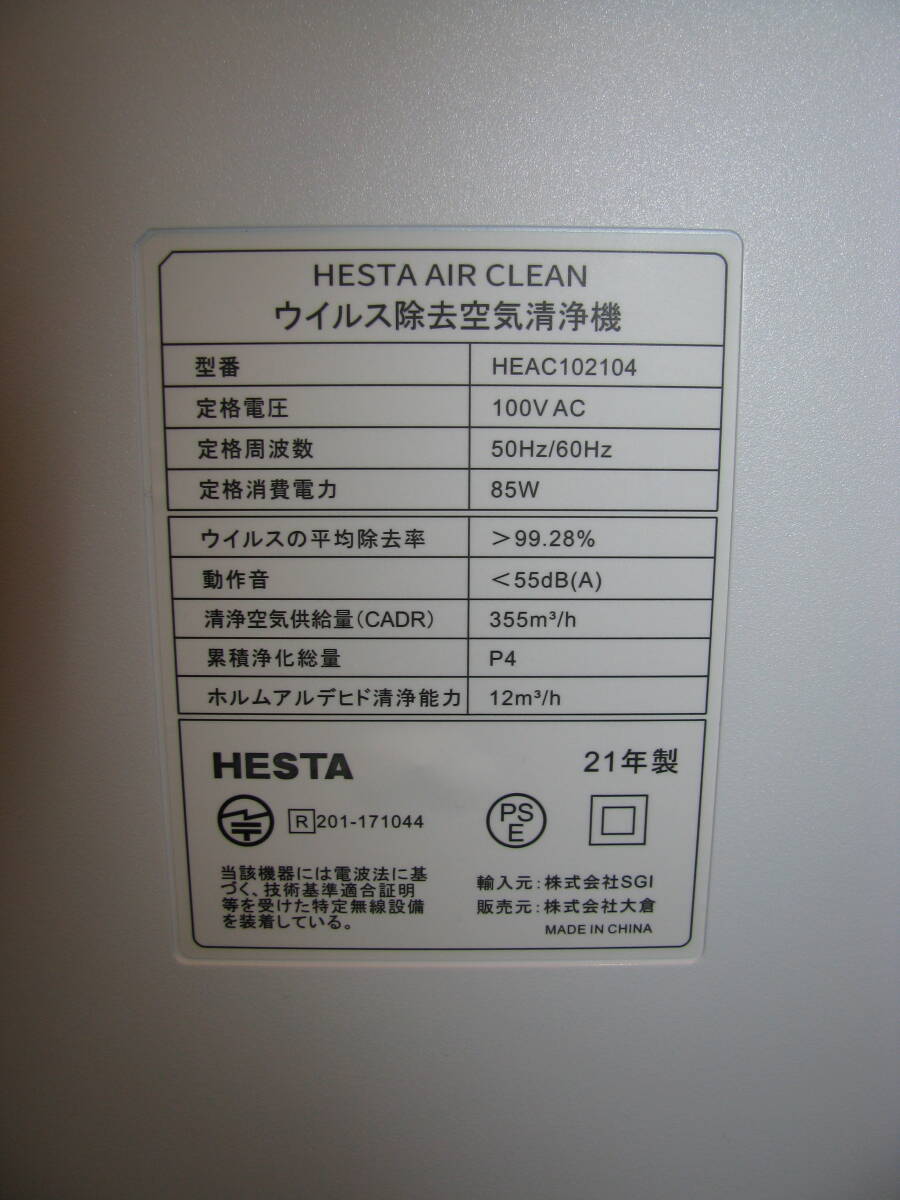 HESTA AIR CLEAN
ウイルス除去空気清浄機
型番 HEAC102104
定格電圧 100V AC
定格周波数 50Hz/60Hz
定格消費電力 85W
ウイルスの平均除去率 >99.28%
動作音 <55dB(A)
清浄空気供給量(CADR) 355m³/h
累積浄化総量 P4
ホルムアルデヒド清浄能力 12m³/h
HESTA 21年製
R 201-171044
PS
E
当該機器には電波法に基
づく、技術基準適合証明
等を受けた特定無線設備
を装着している。
輸入元:株式会社SGI
販売元:株式会社大倉
MADE IN CHINA